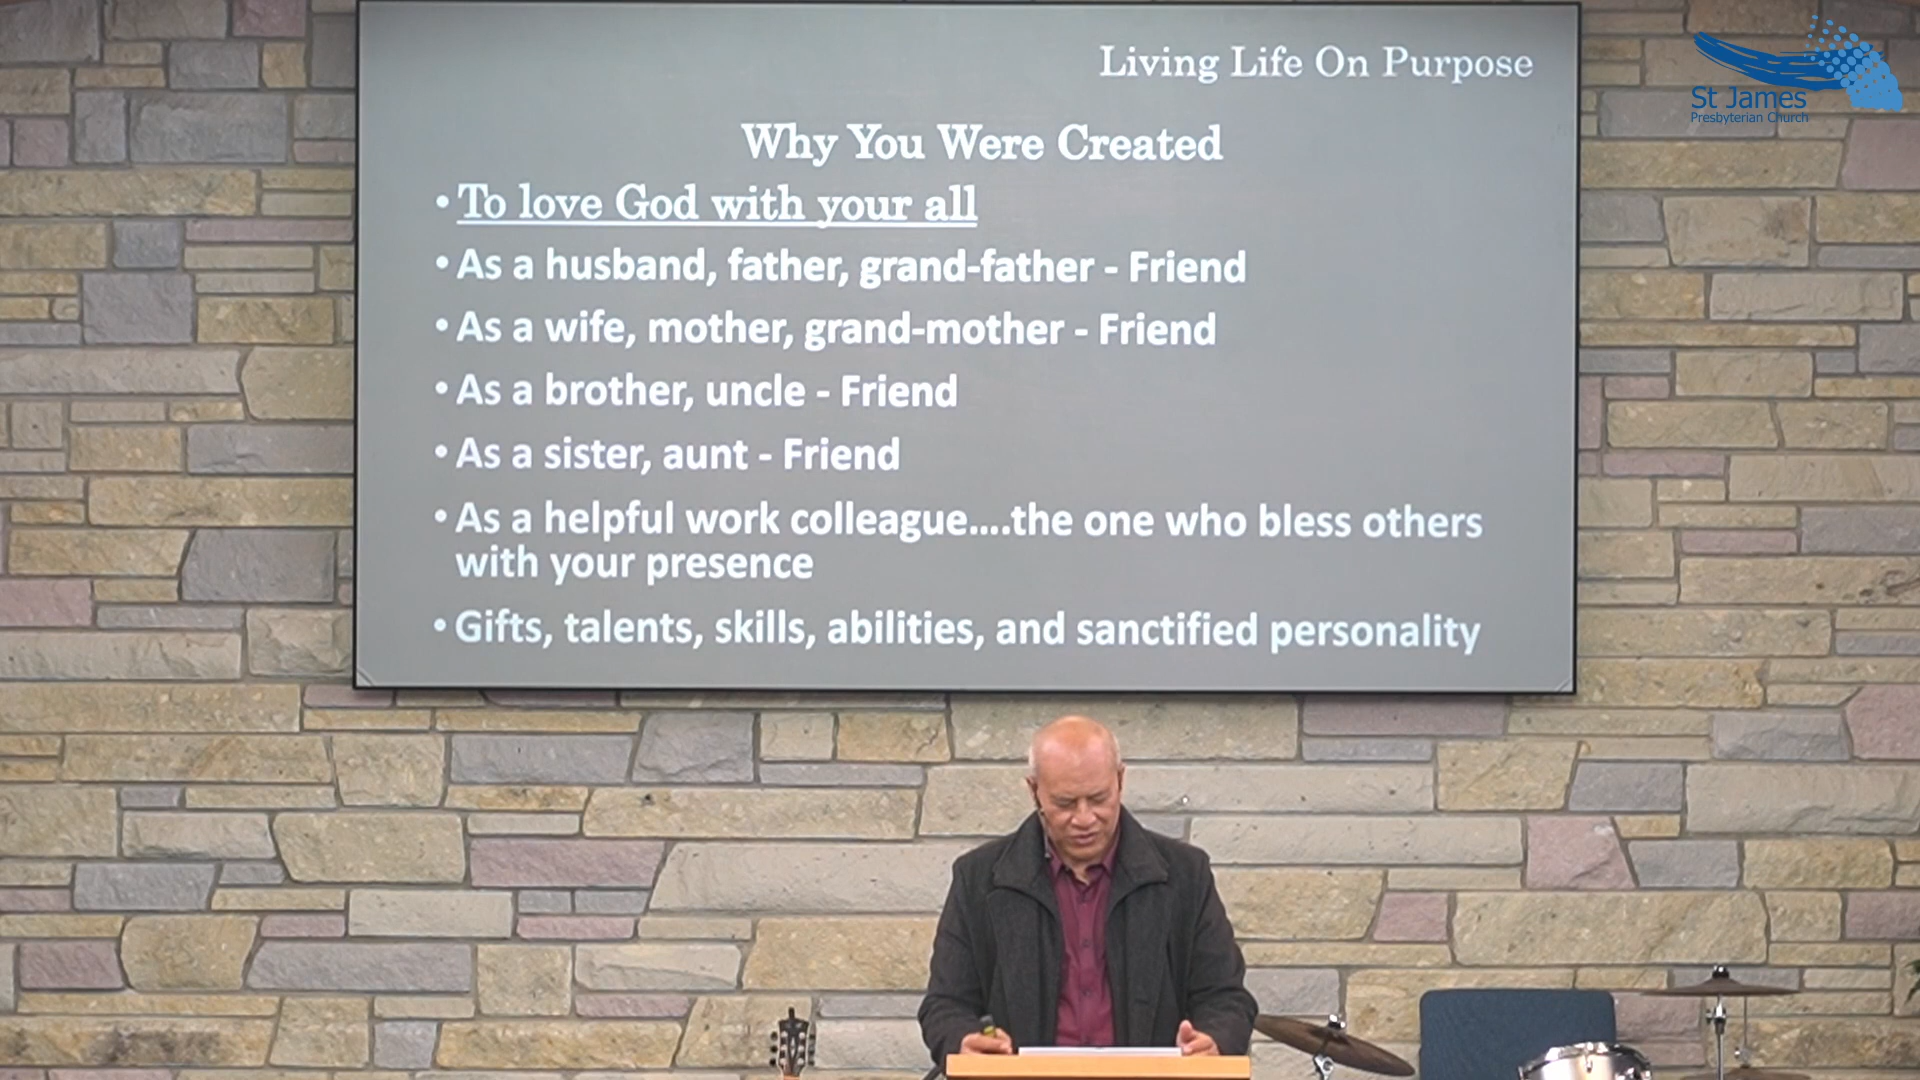 Living Life On Purpose
St James
Presbyterian Church
Why You Were Created
• To love God with your all
• As a husband, father, grand-father - Friend
• As a wife, mother, grand-mother - Friend
• As a brother, uncle - Friend
• As a sister, aunt - Friend
• As a helpful work colleague....the one who bless others
with your presence
• Gifts, talents, skills, abilities, and sanctified personality